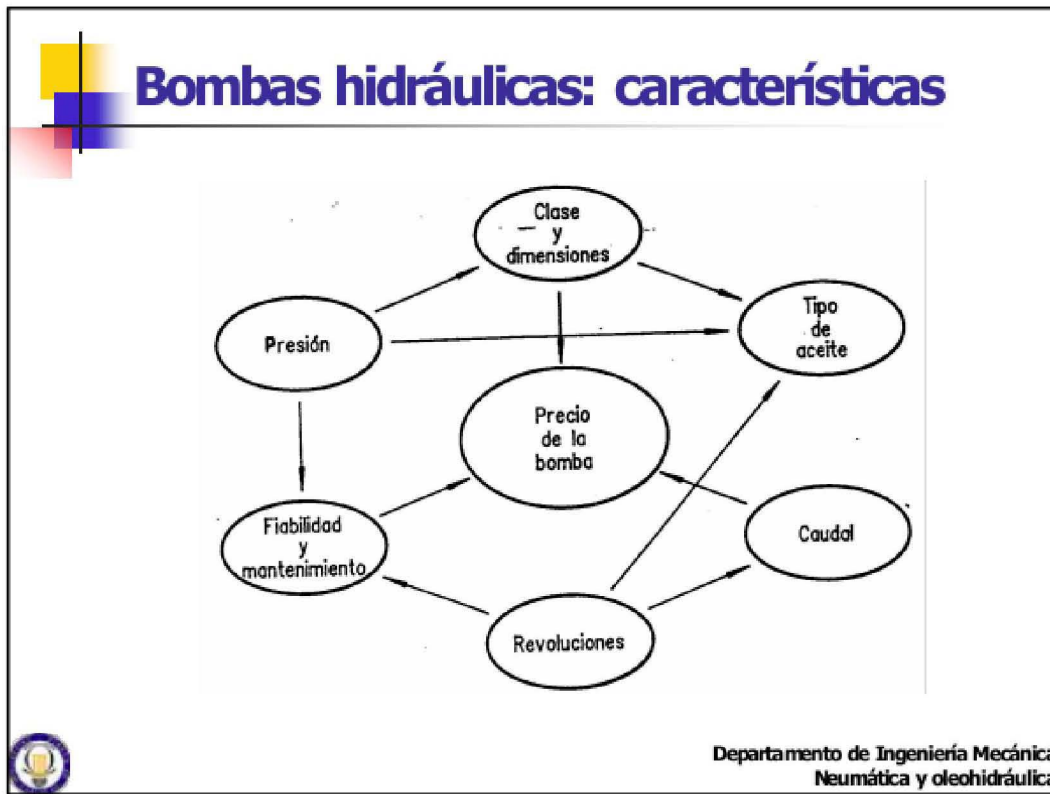 Bombas hidráulicas: características
Clase
y
dimensiones
Presión
Tipo
de
aceite
Precio
de la
bomba
Fiabilidad
y
mantenimiento
Caudal
Revoluciones
Departamento de Ingeniería Mecánica
Neumática y oleohidráulica